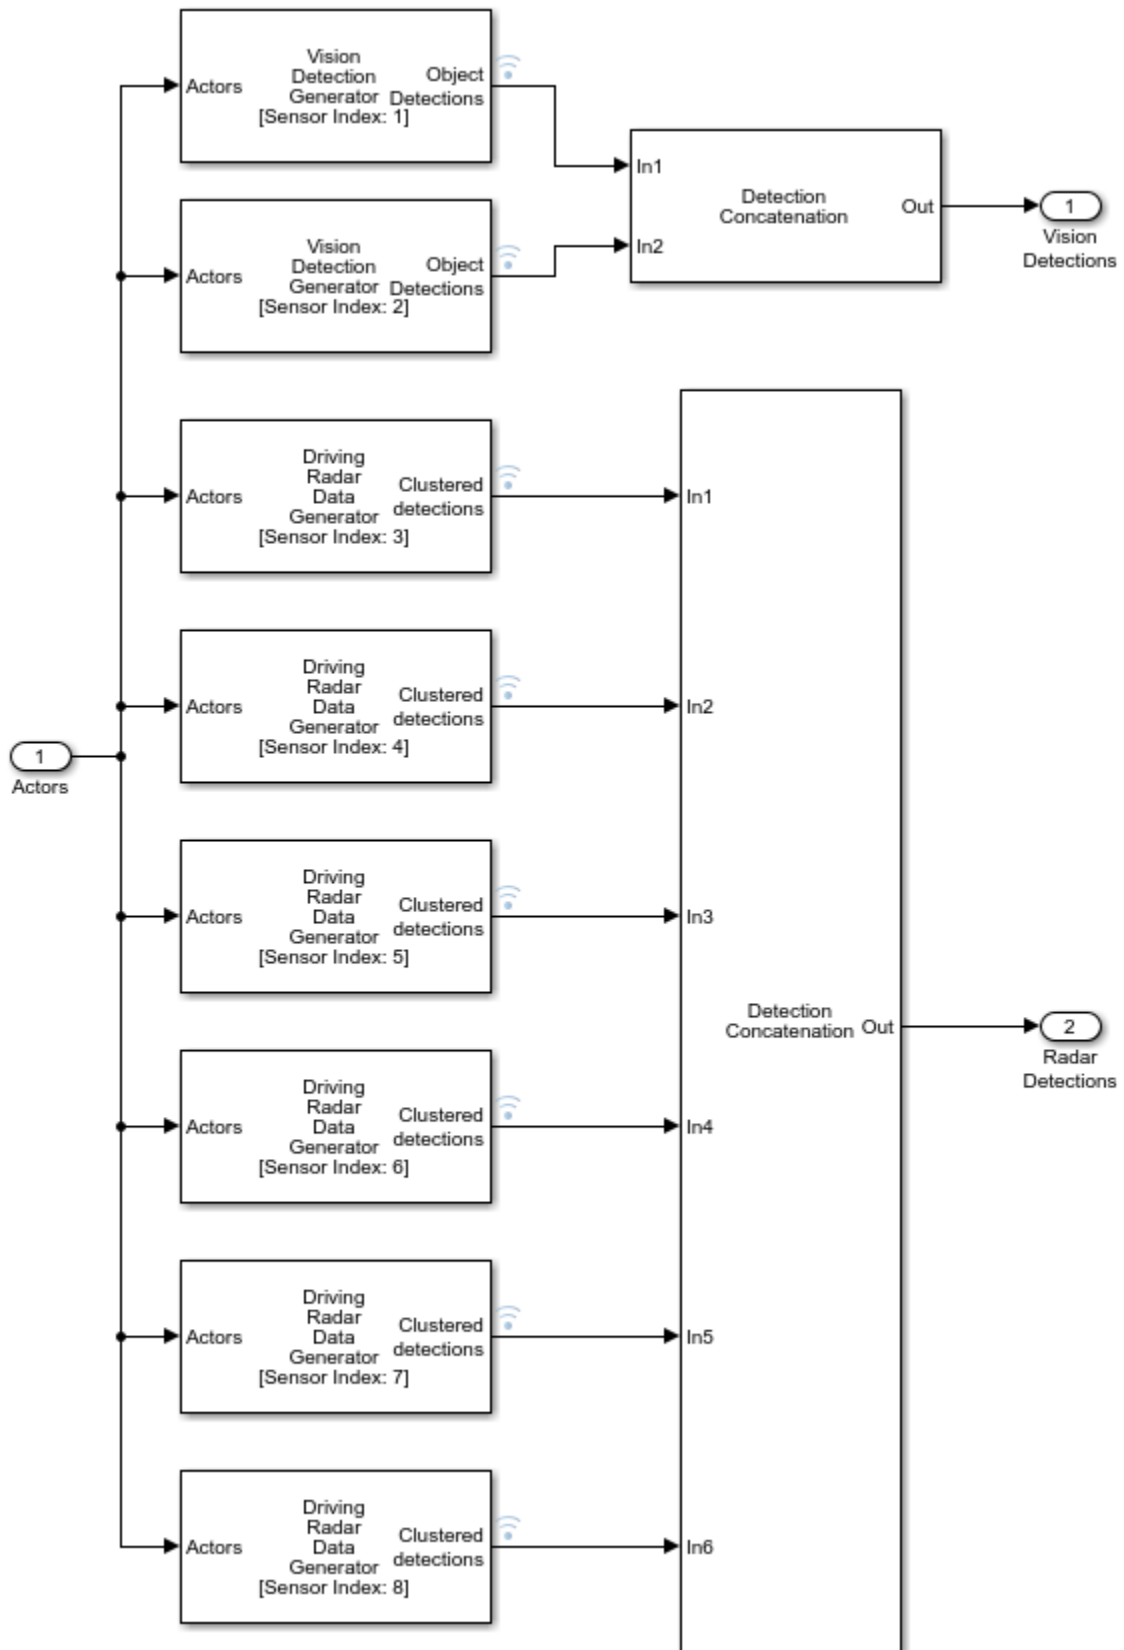 Vision
Detection
Generator
[Sensor Index: 1]
Actors
Object
Detections
Vision
Detection
Generator
[Sensor Index: 2]
Actors
Object
Detections
In1
In2
Detection
Concatenation
Out
1
Vision
Detections
Driving
Radar
Data
Generator
[Sensor Index: 3]
Actors
Clustered
detections
In1
Driving
Radar
Data
Generator
[Sensor Index: 4]
Actors
Clustered
detections
In2
1
Actors
Driving
Radar
Data
Generator
[Sensor Index: 5]
Actors
Clustered
detections
In3
Detection
Concatenation
Out
2
Radar
Detections
Driving
Radar
Data
Generator
[Sensor Index: 6]
Actors
Clustered
detections
In4
Driving
Radar
Data
Generator
[Sensor Index: 7]
Actors
Clustered
detections
In5
Driving
Radar
Data
Generator
[Sensor Index: 8]
Actors
Clustered
detections
In6